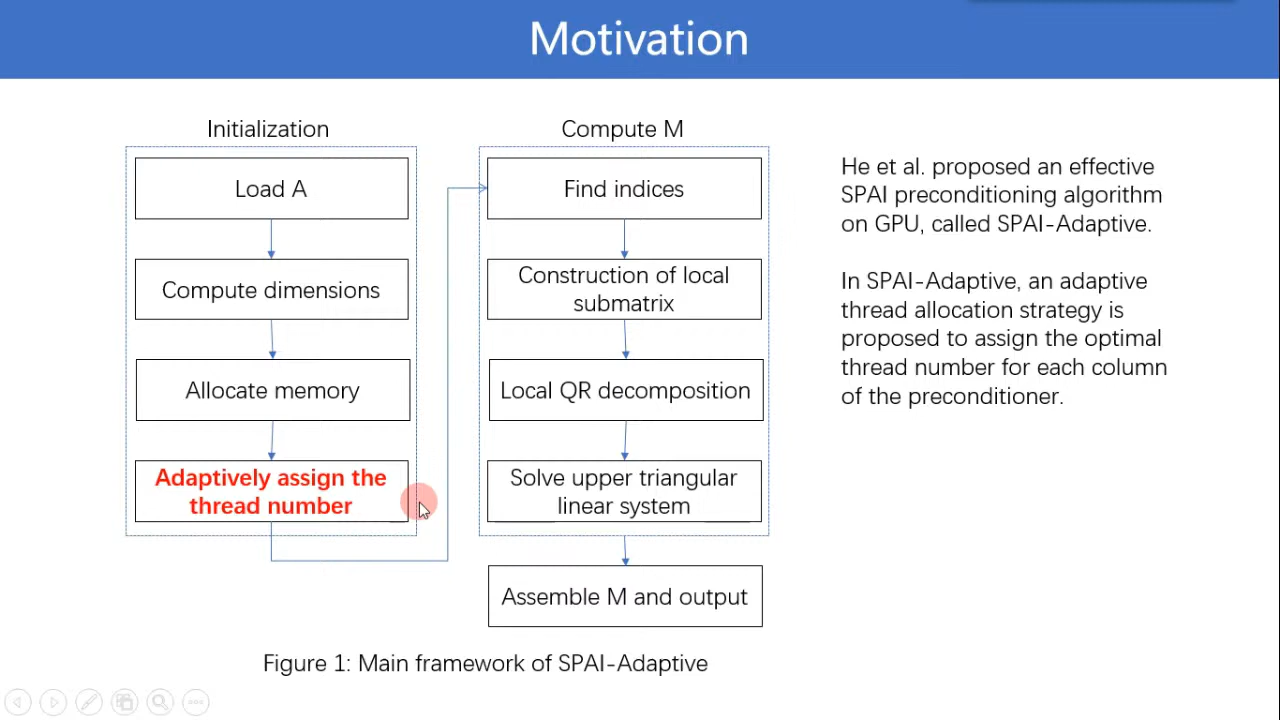 Motivation
Initialization
Load A
Compute dimensions
Allocate memory
Adaptively assign the
thread number
Compute M
Find indices
Construction of local
submatrix
Local QR decomposition
Solve upper triangular
linear system
Assemble M and output
He et al. proposed an effective
SPAI preconditioning algorithm
on GPU, called SPAI-Adaptive.
In SPAI-Adaptive, an adaptive
thread allocation strategy is
proposed to assign the optimal
thread number for each column
of the preconditioner.
Figure 1: Main framework of SPAI-Adaptive